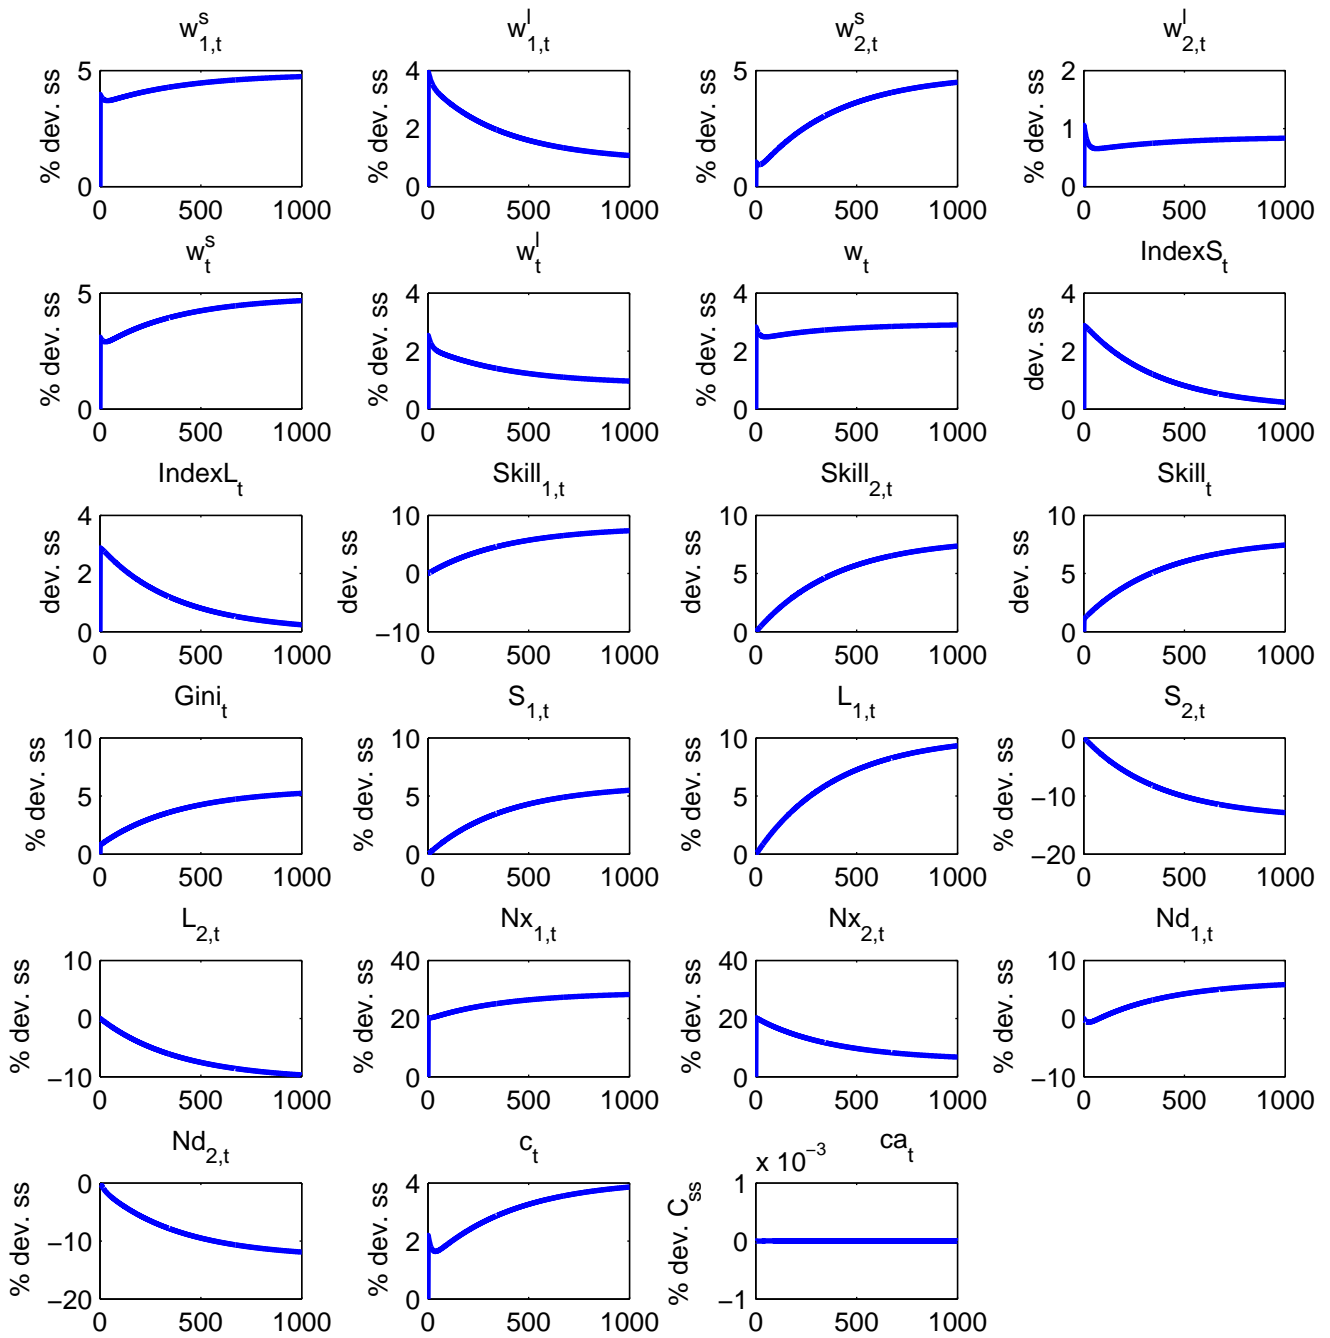 w^s_{1,t} w^l_{1,t} w^s_{2,t} w^l_{2,t}
% dev. ss 5 0 0 500 1000 % dev. ss 4 2 0 0 500 1000 % dev. ss 5 0 0 500 1000 % dev. ss 2 1 0 0 500 1000
w^s_t w^l_t w_t IndexS_t
% dev. ss 5 0 0 500 1000 % dev. ss 4 2 0 0 500 1000 % dev. ss 4 2 0 0 500 1000 dev. ss 4 2 0 0 500 1000
IndexL_t Skill_{1,t} Skill_{2,t} Skill_t
dev. ss 4 2 0 0 500 1000 dev. ss 10 0 −10 0 500 1000 dev. ss 10 5 0 0 500 1000 dev. ss 10 5 0 0 500 1000
Gini_t S_{1,t} L_{1,t} S_{2,t}
% dev. ss 10 5 0 0 500 1000 % dev. ss 10 5 0 0 500 1000 % dev. ss 10 5 0 0 500 1000 % dev. ss 0 −10 −20 0 500 1000
L_{2,t} Nx_{1,t} Nx_{2,t} Nd_{1,t}
% dev. ss 10 0 −10 0 500 1000 % dev. ss 40 20 0 0 500 1000 % dev. ss 40 20 0 0 500 1000 % dev. ss 10 0 −10 0 500 1000
Nd_{2,t} c_t x 10^{−3} ca_t
% dev. ss 0 −10 −20 0 500 1000 % dev. ss 4 2 0 0 500 1000 % dev. C_{ss} 1 0 −1 0 500 1000